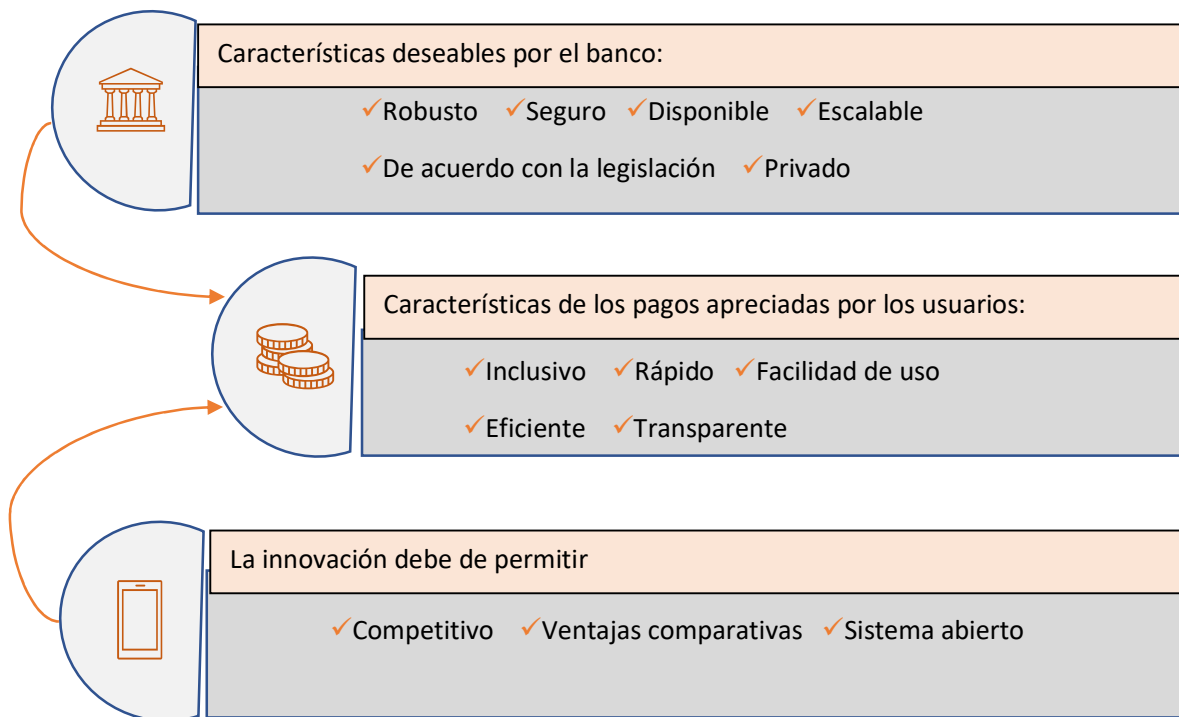 Características deseables por el banco:
✓Robusto ✓Seguro ✓Disponible ✓Escalable
✓De acuerdo con la legislación ✓Privado
Características de los pagos apreciadas por los usuarios:
✓Inclusivo ✓Rápido ✓Facilidad de uso
✓Eficiente ✓Transparente
La innovación debe de permitir
✓Competitivo ✓Ventajas comparativas ✓Sistema abierto